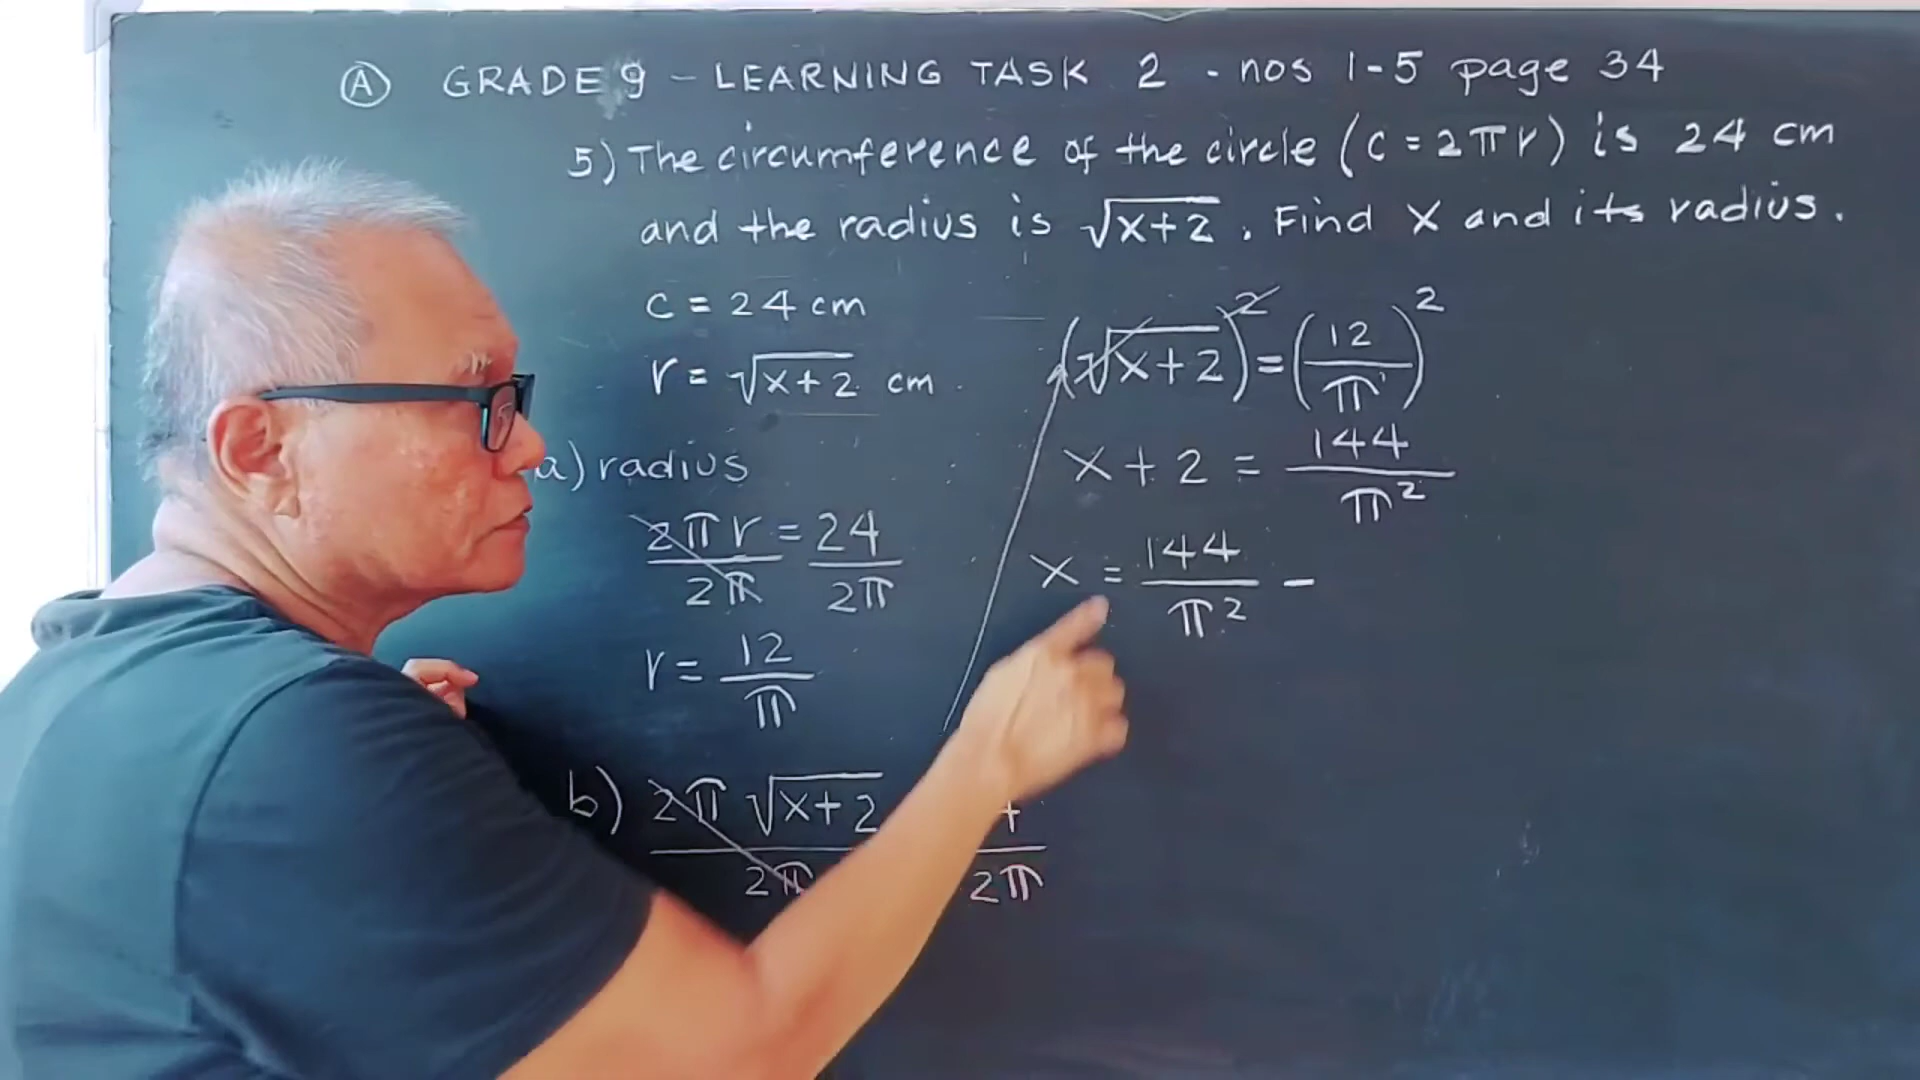 Ⓐ GRADE 9 - LEARNING TASK 2 - nos 1-5 page 34
5) The circumference of the circle (c = 2πr) is 24 cm
and the radius is √x+2. Find x and its radius.
c = 24 cm
r = √x+2 cm
a) radius
2πr/2π = 24/2π
r = 12/π
b) 2π√x+2/2π /2π
(√x+2)² = (12/π)²
x + 2 = 144/π²
x = 144/π² -